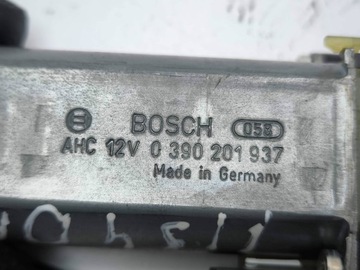 BOSCH 058
AHC 12V 0 390 201 937
Made in Germany